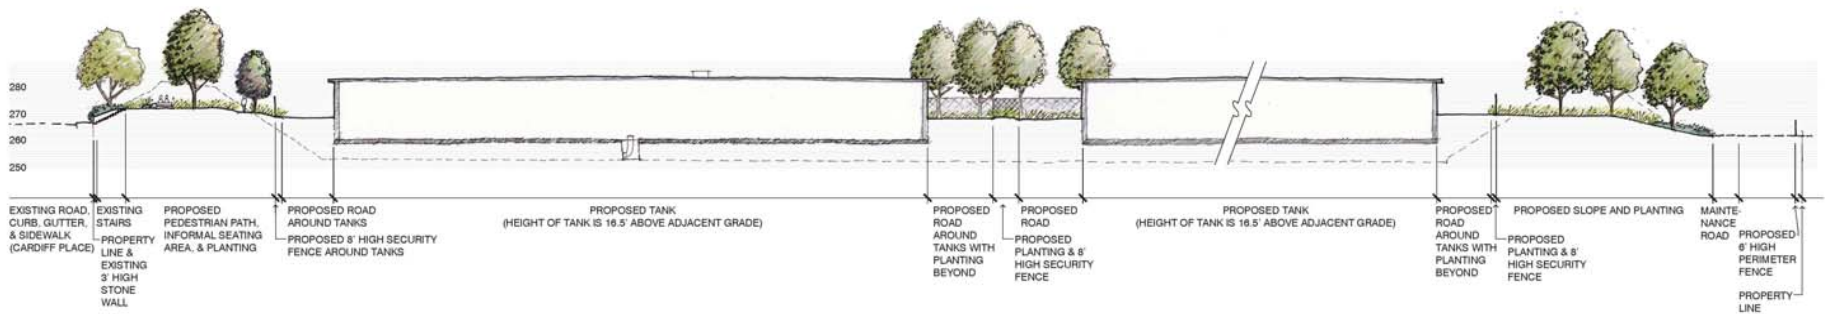 280
270
260
250
EXISTING ROAD,
CURB, GUTTER,
& SIDEWALK
(CARDIFF PLACE)
EXISTING
STAIRS
PROPERTY
LINE &
EXISTING
3' HIGH
STONE
WALL
PROPOSED
PEDESTRIAN PATH,
INFORMAL SEATING
AREA, & PLANTING
PROPOSED ROAD
AROUND TANKS
PROPOSED 8' HIGH SECURITY
FENCE AROUND TANKS
PROPOSED TANK
(HEIGHT OF TANK IS 16.5' ABOVE ADJACENT GRADE)
PROPOSED
ROAD
AROUND
TANKS WITH
PLANTING
BEYOND
PROPOSED
ROAD
PROPOSED
PLANTING & 8'
HIGH SECURITY
FENCE
PROPOSED TANK
(HEIGHT OF TANK IS 16.5' ABOVE ADJACENT GRADE)
PROPOSED
ROAD
AROUND
TANKS WITH
PLANTING
BEYOND
PROPOSED
PLANTING & 8'
HIGH SECURITY
FENCE
PROPOSED SLOPE AND PLANTING
MAINTE-
NANCE
ROAD
PROPOSED
6' HIGH
PERIMETER
FENCE
PROPERTY
LINE